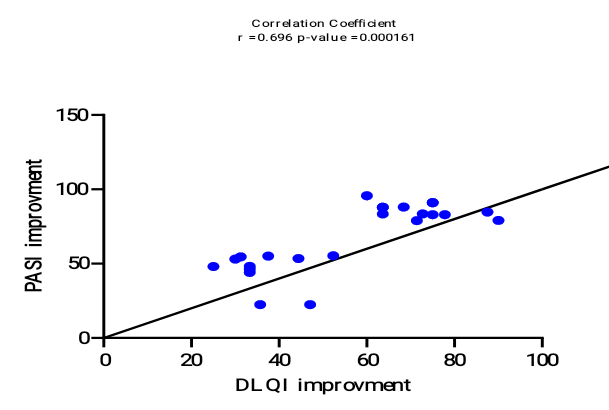 Correlation Coefficient
r =0.696 p-value =0.000161
150
100
50
0
PASI improvment
0 20 40 60 80 100
DLQI improvment